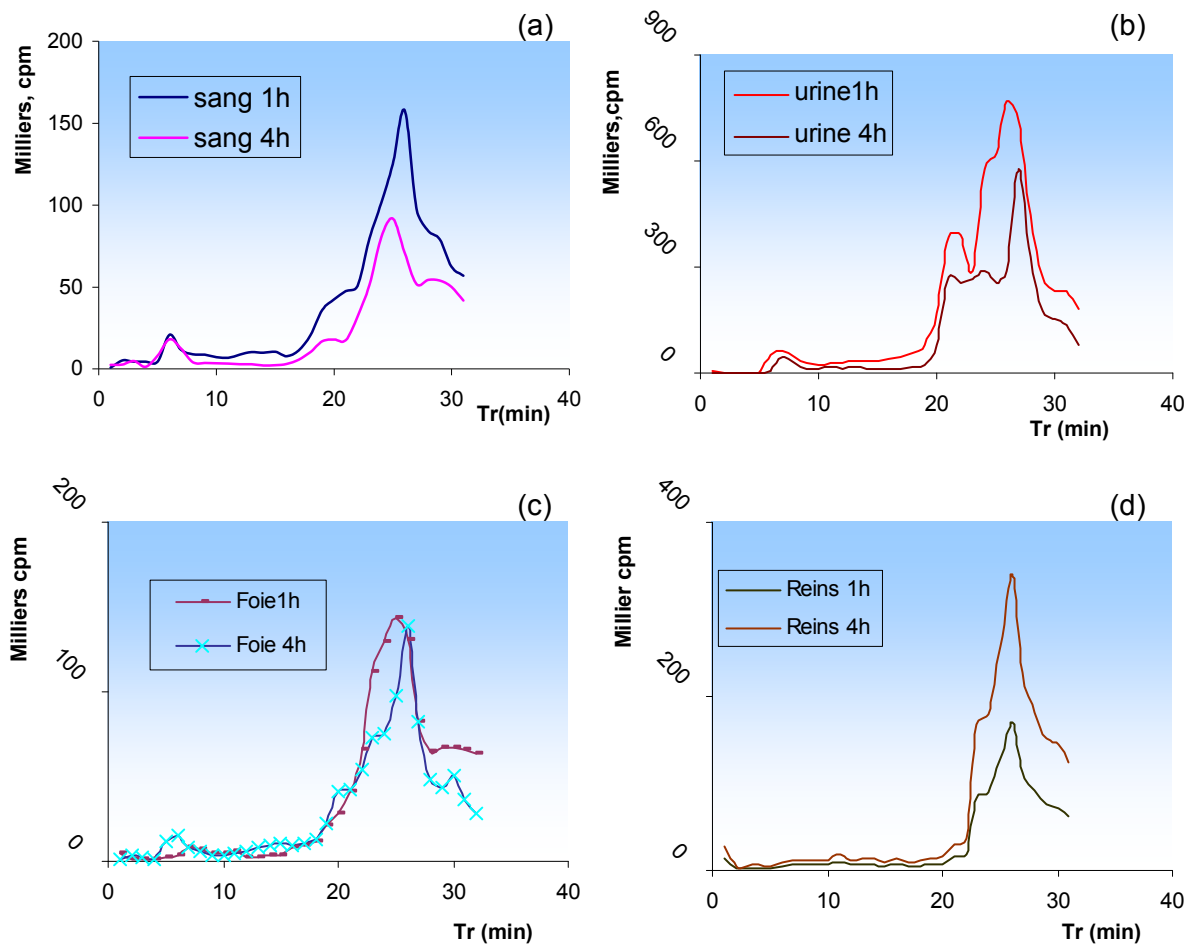 (a)
200
150
100
50
0
Milliers, cpm
sang 1h
sang 4h
0 10 20 30 40
Tr(min)
(b)
900
600
300
0
Milliers,cpm
urine1h
urine 4h
0 10 20 30 40
Tr (min)
(c)
200
100
0
Milliers cpm
Foie1h
Foie 4h
0 10 20 30 40
Tr (min)
(d)
400
200
0
Millier cpm
Reins 1h
Reins 4h
0 10 20 30 40
Tr (min)